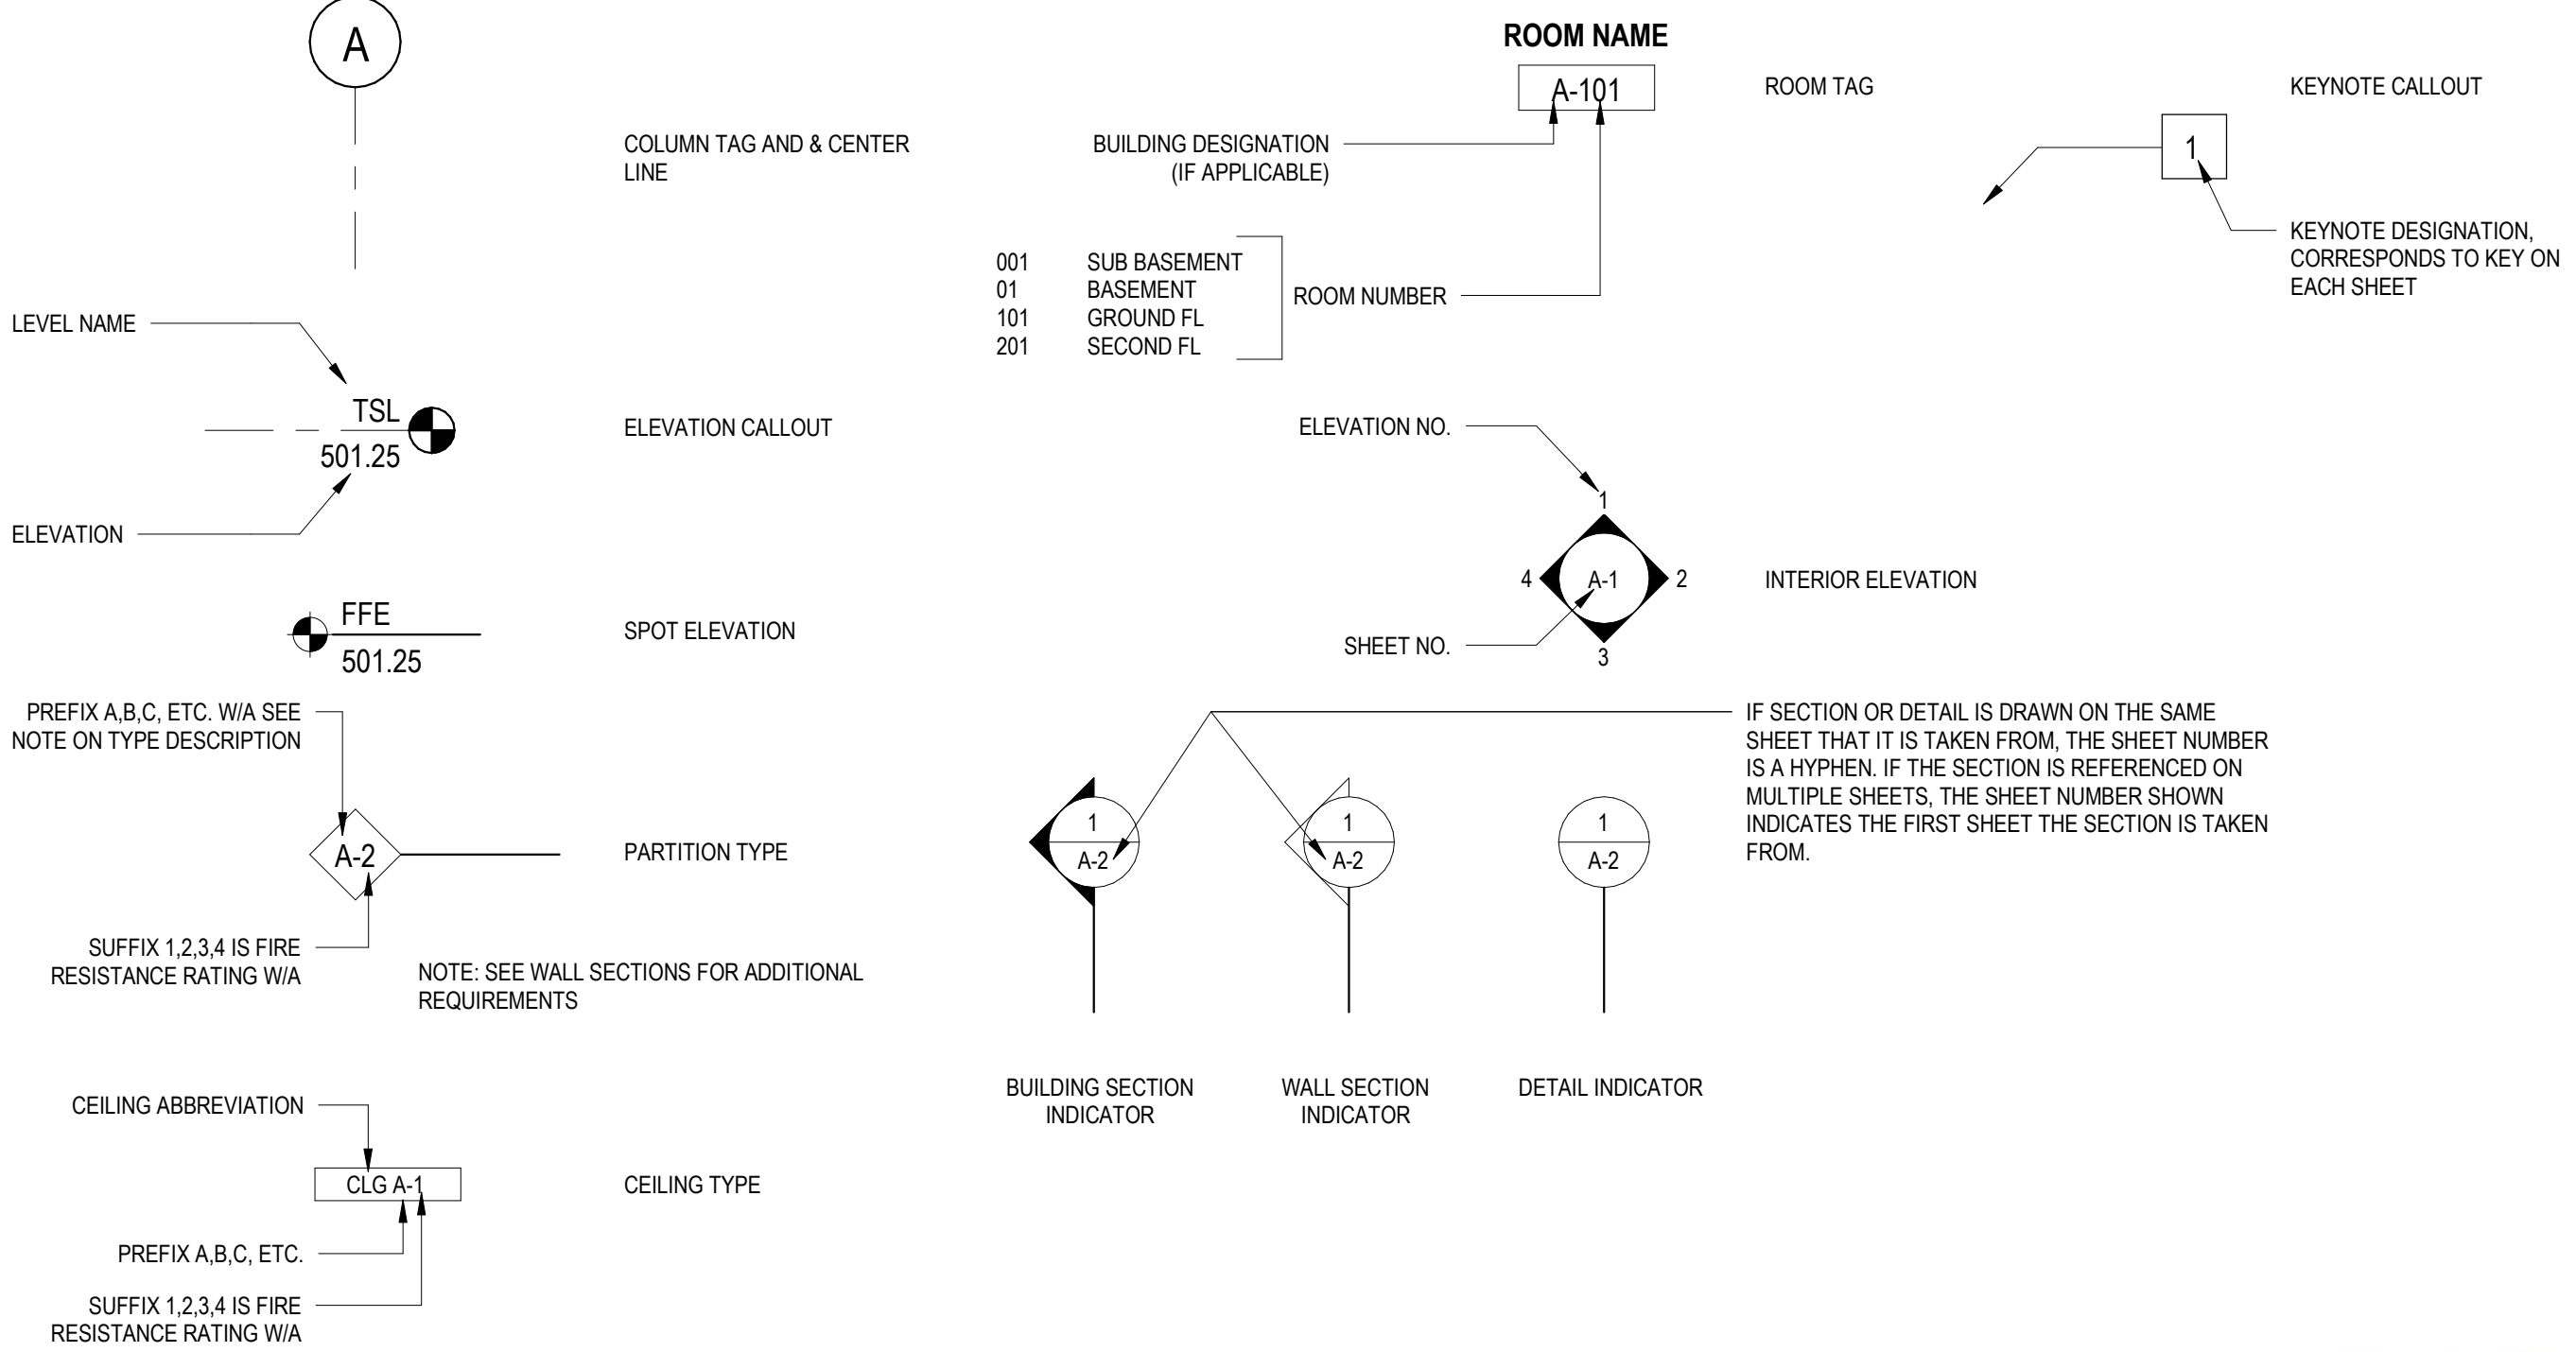 A
COLUMN TAG AND & CENTER
LINE
LEVEL NAME
TSL
501.25
ELEVATION CALLOUT
ELEVATION
FFE
501.25
SPOT ELEVATION
PREFIX A,B,C, ETC. W/A SEE
NOTE ON TYPE DESCRIPTION
A-2
PARTITION TYPE
SUFFIX 1,2,3,4 IS FIRE
RESISTANCE RATING W/A
NOTE: SEE WALL SECTIONS FOR ADDITIONAL
REQUIREMENTS
CEILING ABBREVIATION
CLG A-1
CEILING TYPE
PREFIX A,B,C, ETC.
SUFFIX 1,2,3,4 IS FIRE
RESISTANCE RATING W/A
ROOM NAME
A-101
ROOM TAG
BUILDING DESIGNATION
(IF APPLICABLE)
001 SUB BASEMENT
01 BASEMENT
101 GROUND FL
201 SECOND FL
ROOM NUMBER
ELEVATION NO.
1
4
A-1
2
3
INTERIOR ELEVATION
SHEET NO.
IF SECTION OR DETAIL IS DRAWN ON THE SAME
SHEET THAT IT IS TAKEN FROM, THE SHEET NUMBER
IS A HYPHEN. IF THE SECTION IS REFERENCED ON
MULTIPLE SHEETS, THE SHEET NUMBER SHOWN
INDICATES THE FIRST SHEET THE SECTION IS TAKEN
FROM.
1
A-2
BUILDING SECTION
INDICATOR
1
A-2
WALL SECTION
INDICATOR
1
A-2
DETAIL INDICATOR
KEYNOTE CALLOUT
1
KEYNOTE DESIGNATION,
CORRESPONDS TO KEY ON
EACH SHEET